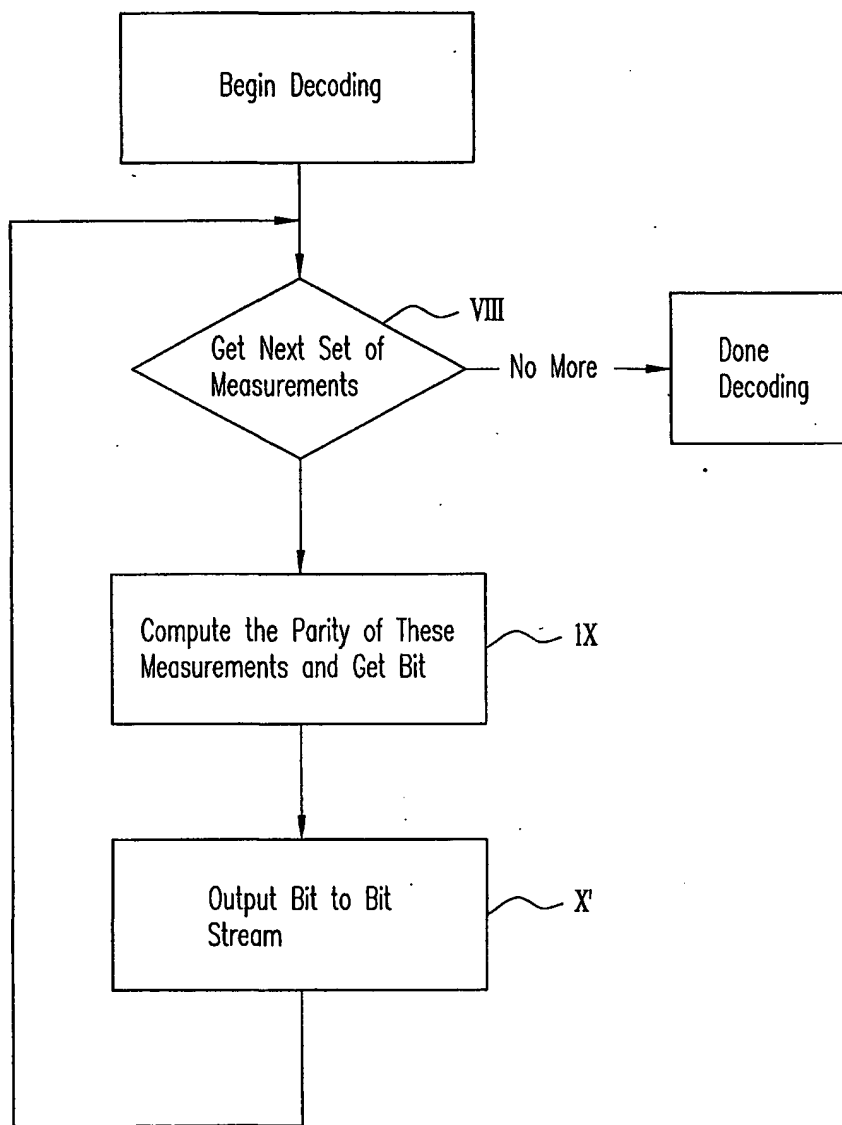 Begin Decoding
VIII
Get Next Set of
Measurements
No More
Done
Decoding
Compute the Parity of These
Measurements and Get Bit
1X
Output Bit to Bit
Stream
X'